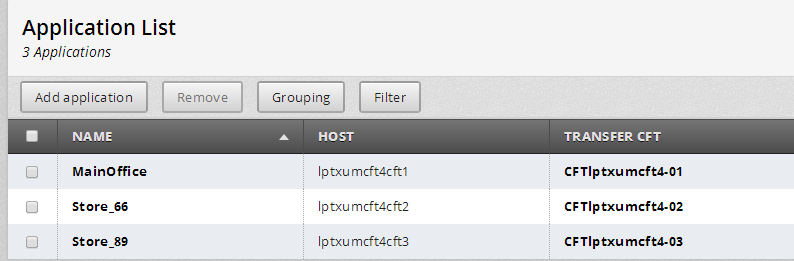 Application List
3 Applications
Add application Remove Grouping Filter
NAME HOST TRANSFER CFT
MainOffice lptxumcft4cft1 CFTlptxumcft4-01
Store_66 lptxumcft4cft2 CFTlptxumcft4-02
Store_89 lptxumcft4cft3 CFTlptxumcft4-03